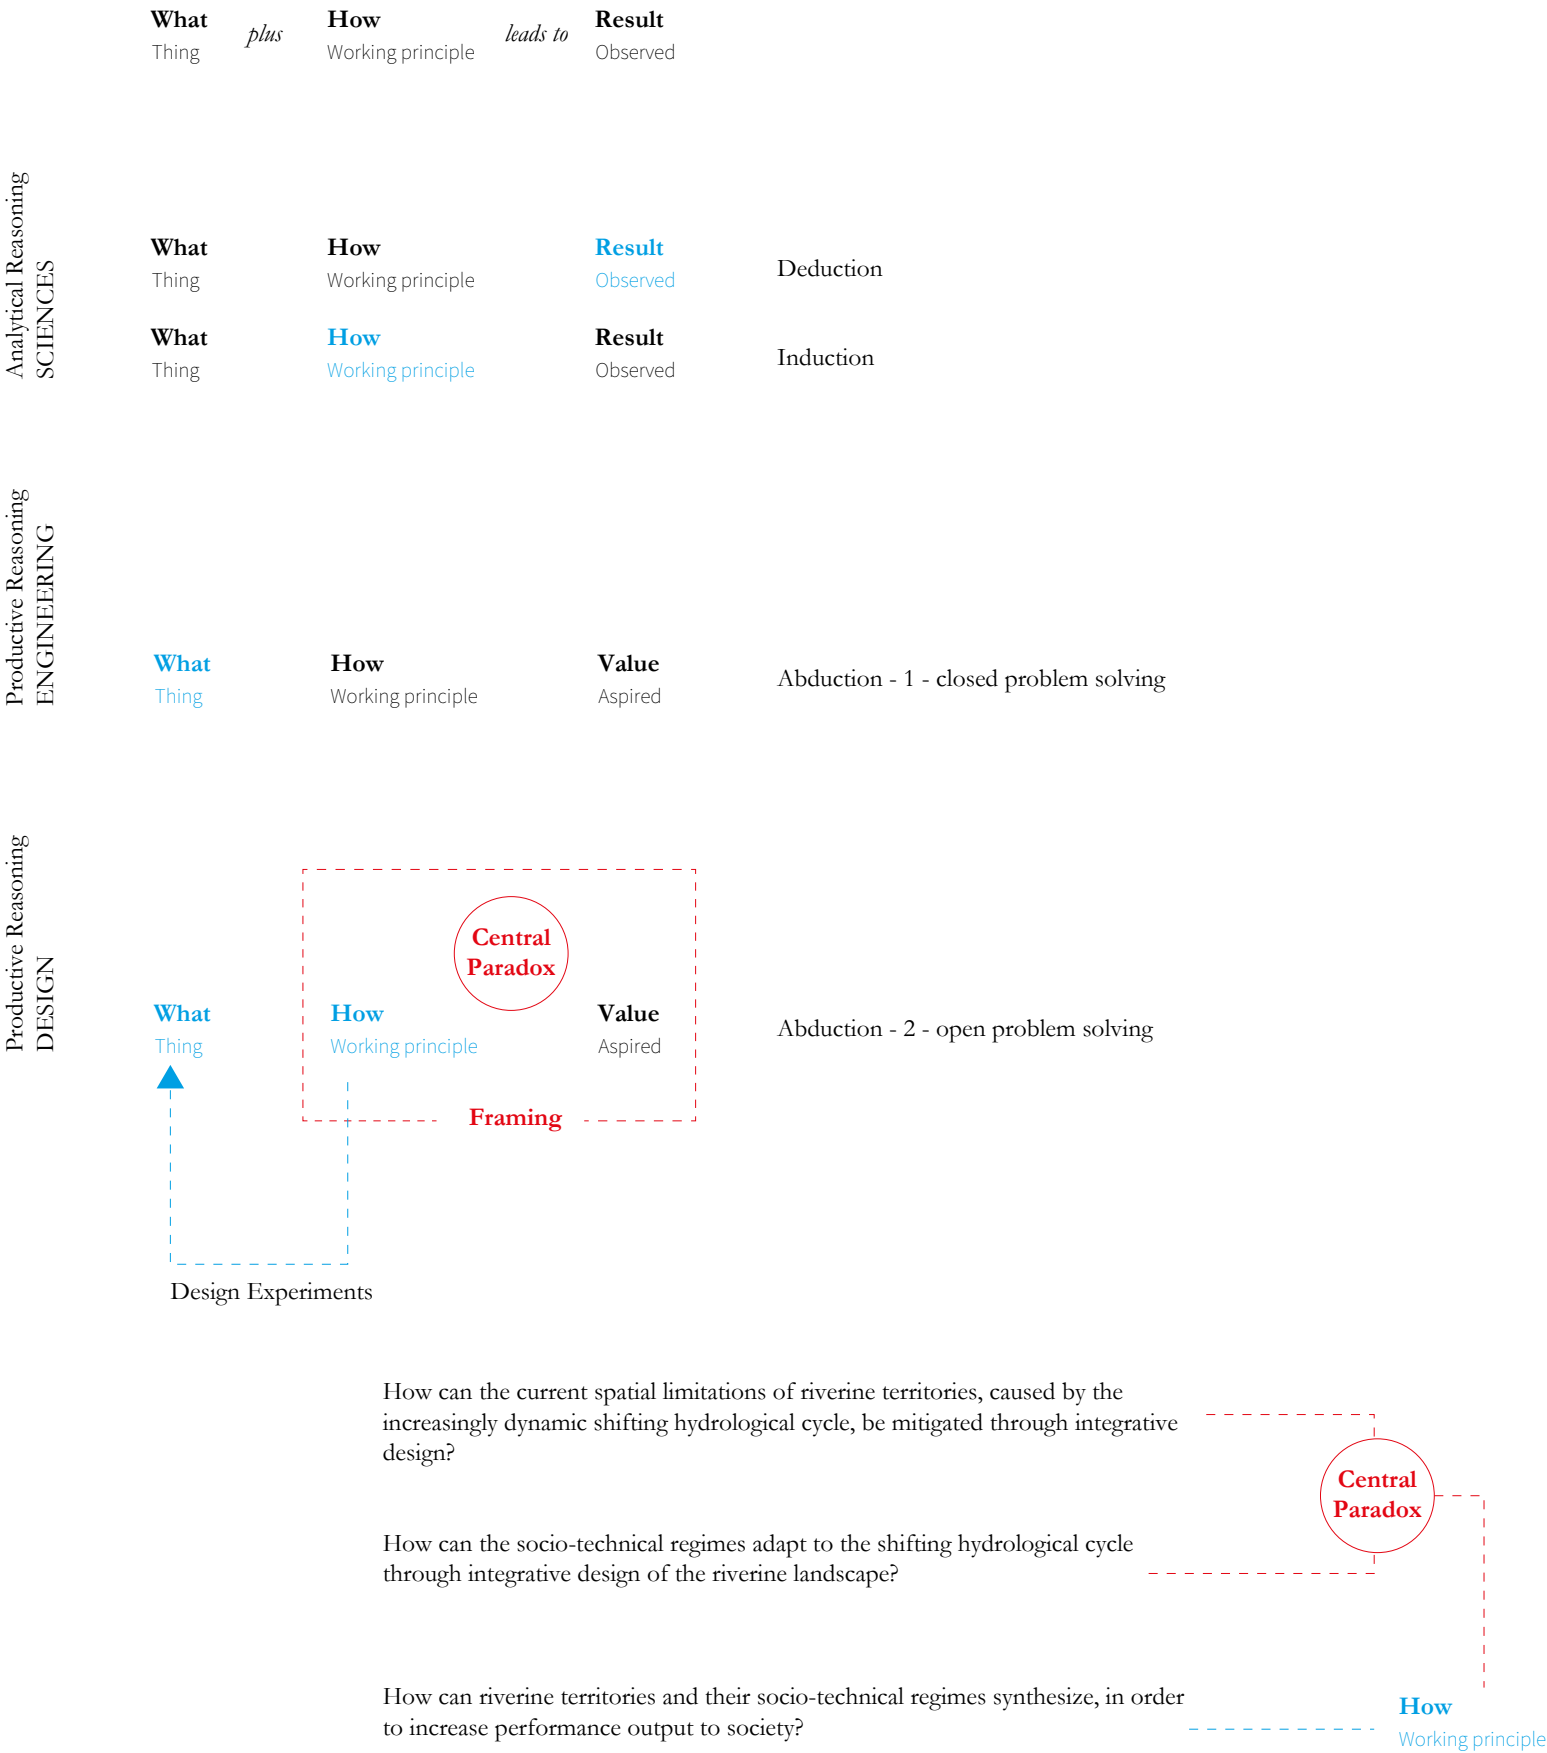 What plus How leads to Result
Thing Working principle Observed
Analytical Reasoning
SCIENCES
What How Result
Thing Working principle Observed
Deduction
What How Result
Thing Working principle Observed
Induction
Productive Reasoning
ENGINEERING
What How Value
Thing Working principle Aspired
Abduction - 1 - closed problem solving
Productive Reasoning
DESIGN
Central
Paradox
What How Value
Thing Working principle Aspired
Abduction - 2 - open problem solving
Framing
Design Experiments
How can the current spatial limitations of riverine territories, caused by the
increasingly dynamic shifting hydrological cycle, be mitigated through integrative
design?
Central
Paradox
How can the socio-technical regimes adapt to the shifting hydrological cycle
through integrative design of the riverine landscape?
How can riverine territories and their socio-technical regimes synthesize, in order
to increase performance output to society?
How
Working principle